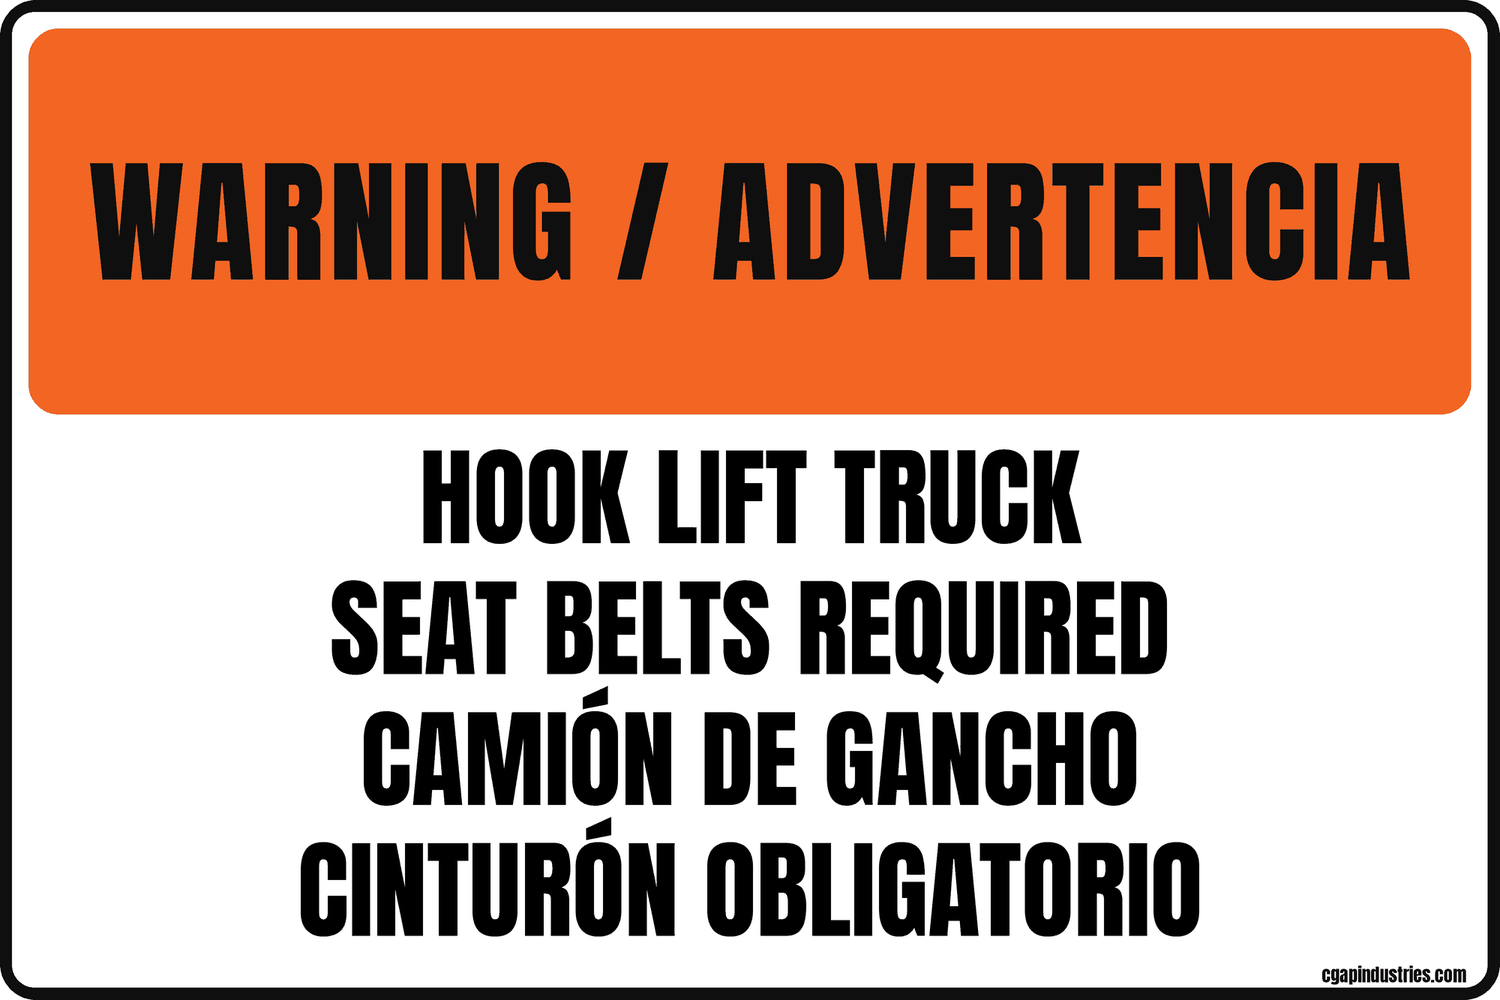 WARNING / ADVERTENCIA
HOOK LIFT TRUCK
SEAT BELTS REQUIRED
CAMIÓN DE GANCHO
CINTURÓN OBLIGATORIO
cgapindustries.com